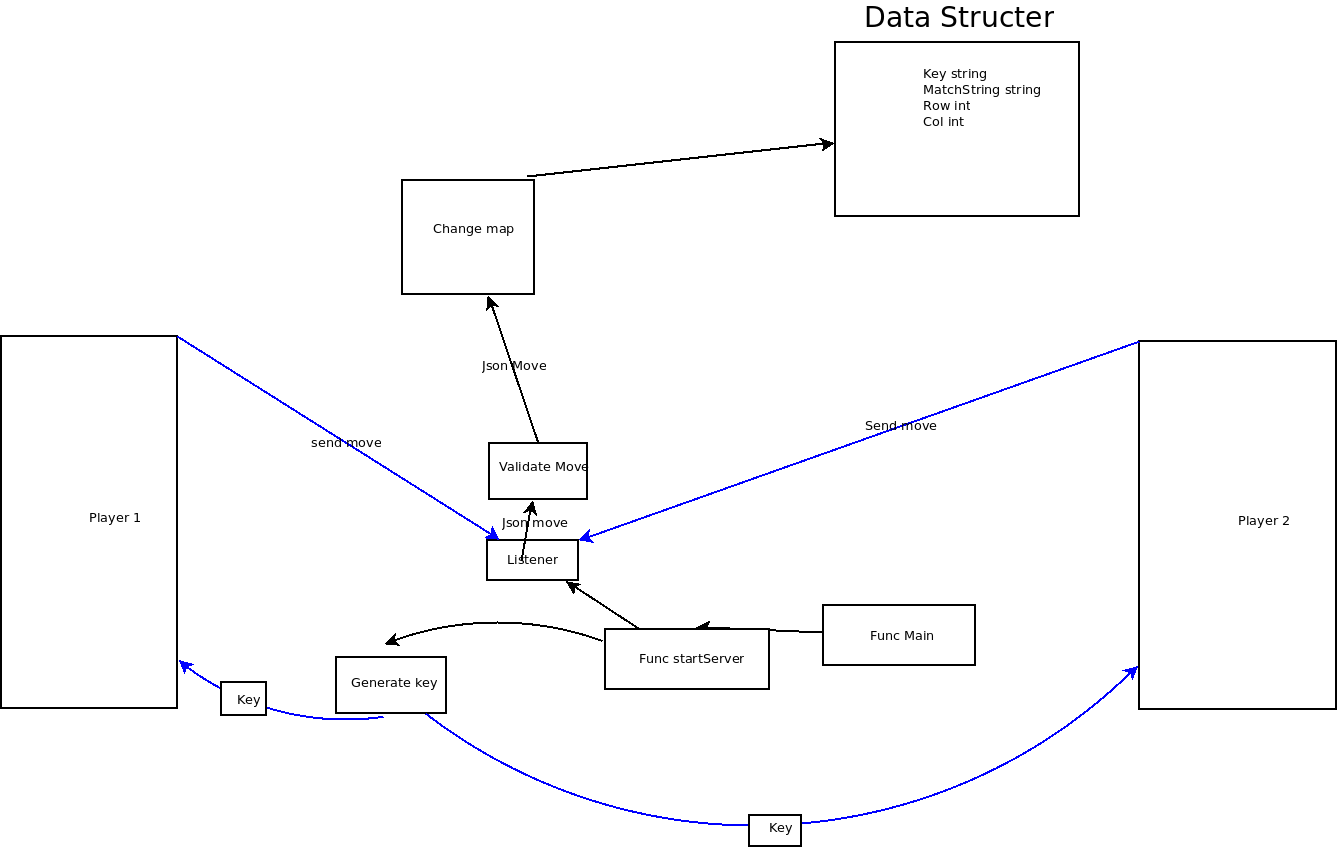 Data Structer
Key string
MatchString string
Row int
Col int
Change map
Json Move
send move
Send move
Validate Move
Player 1
Player 2
Json move
Listener
Func Main
Func startServer
Generate key
Key
Key